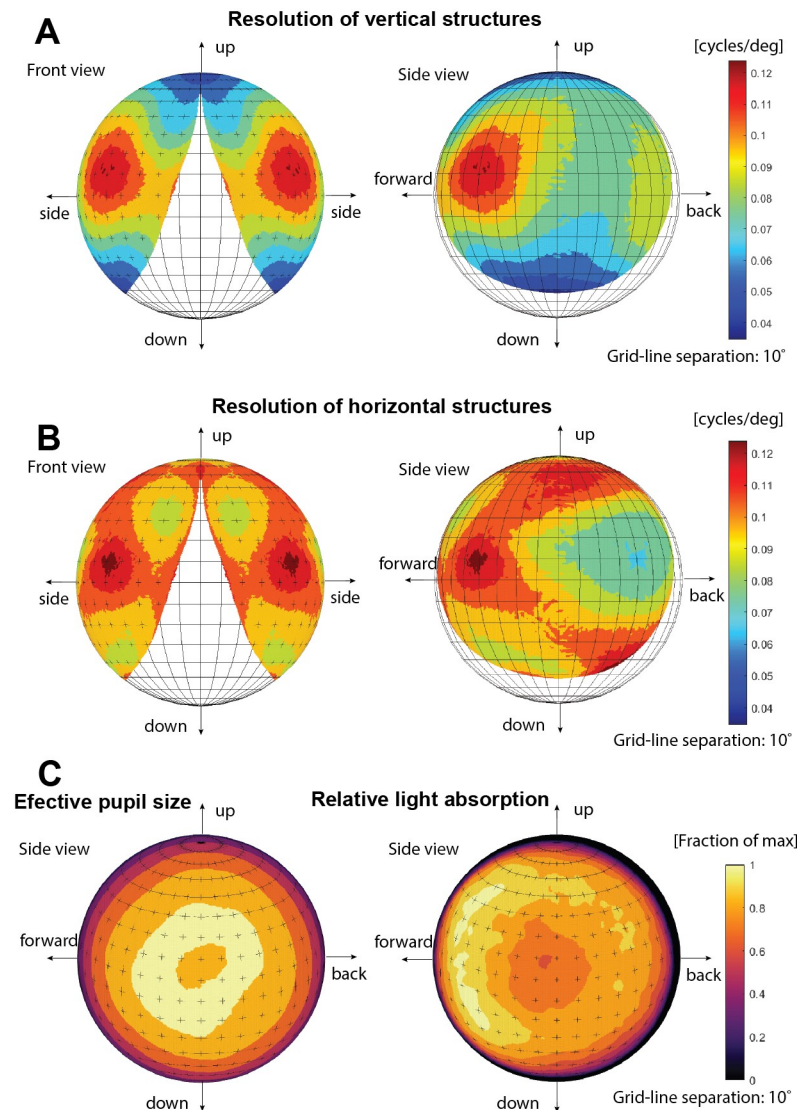 A
Resolution of vertical structures
Front view
up
Side view
up
[cycles/deg]
0.12
0.11
0.1
0.09
0.08
0.07
0.06
0.05
0.04
side
side
forward
back
down
down
Grid-line separation: 10°
B
Resolution of horizontal structures
Front view
up
Side view
up
[cycles/deg]
0.12
0.11
0.1
0.09
0.08
0.07
0.06
0.05
0.04
side
side
forward
back
down
down
Grid-line separation: 10°
C
Efective pupil size
Relative light absorption
Side view
up
Side view
up
[Fraction of max]
1
0.8
0.6
0.4
0.2
0
forward
back
forward
back
down
down
Grid-line separation: 10°